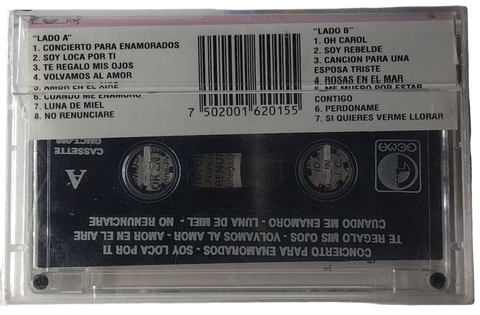 "LADO A"
1. CONCIERTO PARA ENAMORADOS
2. SOY LOCA POR TI
3. TE REGALO MIS OJOS
4. VOLVAMOS AL AMOR
5. AMOR EN EL AIRE
6. CUANDO ME ENAMORO
7. LUNA DE MIEL
8. NO RENUNCIARE
"LADO B"
1. OH CAROL
2. SOY REBELDE
3. CANCION PARA UNA
ESPOSA TRISTE
4. ROSAS EN EL MAR
5. ME MUERO POR ESTAR
CONTIGO
6. PERDONAME
7. SI QUIERES VERME LLORAR
7 502001 620155
CASSETTE
A
CONCIERTO PARA ENAMORADOS - SOY LOCA POR TI
TE REGALO MIS OJOS - VOLVAMOS AL AMOR - AMOR EN EL AIRE
CUANDO ME ENAMORO - LUNA DE MIEL - NO RENUNCIARE